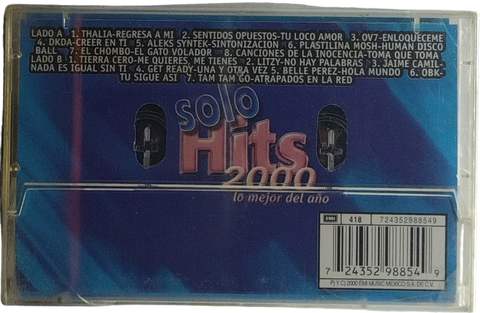 LADO A 1. THALIA-REGRESA A MI 2. SENTIDOS OPUESTOS-TU LOCO AMOR 3. OV7-ENLOQUECEME
4. DKDA-CREER EN TI 5. ALEKS SYNTEK-SINTONIZACION 6. PLASTILINA MOSH-HUMAN DISCO
BALL 7. EL CHOMBO-EL GATO VOLADOR 8. CANCIONES DE LA INOCENCIA-TOMA QUE TOMA
LADO B 1. TIERRA CERO-ME QUIERES, ME TIENES 2. LITZY-NO HAY PALABRAS 3. JAIME CAMIL-
NADA ES IGUAL SIN TI 4. GET READY-UNA Y OTRA VEZ 5. BELLE PEREZ-HOLA MUNDO 6. OBK-
TU SIGUE ASI 7. TAM TAM GO-ATRAPADOS EN LA RED
solo
Hits
2000
lo mejor del año
EMI 418 724352988549
7 24352 98854 9
P) Y C) 2000 EMI MUSIC MEXICO S.A. DE C.V.